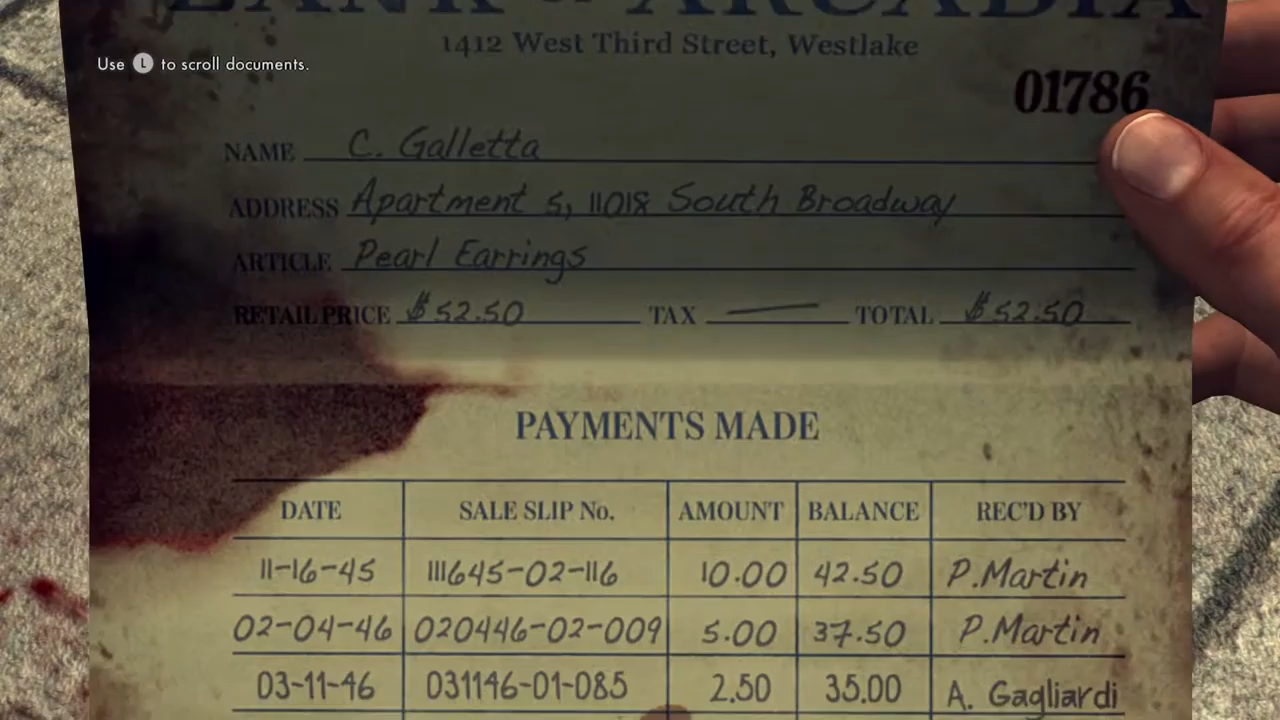 BANK OF ARCADIA
1412 West Third Street, Westlake
Use L to scroll documents.
01786
NAME C. Galletta
ADDRESS Apartment 5, 11018 South Broadway
ARTICLE Pearl Earrings
RETAIL PRICE $52.50 TAX — TOTAL $52.50
PAYMENTS MADE
DATE SALE SLIP No. AMOUNT BALANCE REC'D BY
11-16-45 111645-02-116 10.00 42.50 P.Martin
02-04-46 020446-02-009 5.00 37.50 P.Martin
03-11-46 031146-01-085 2.50 35.00 A. Gagliardi